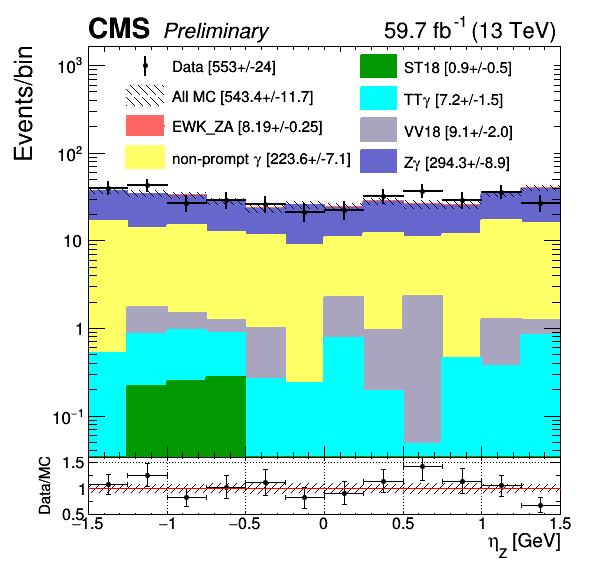 CMS Preliminary 59.7 fb⁻¹ (13 TeV)
Events/bin
10³
10²
10
1
10⁻¹
Data [553+/-24]
All MC [543.4+/-11.7]
EWK_ZA [8.19+/-0.25]
non-prompt γ [223.6+/-7.1]
ST18 [0.9+/-0.5]
TTγ [7.2+/-1.5]
VV18 [9.1+/-2.0]
Zγ [294.3+/-8.9]
Data/MC
1.5
1
0.5
−1.5 −1 −0.5 0 0.5 1 1.5
η_Z [GeV]